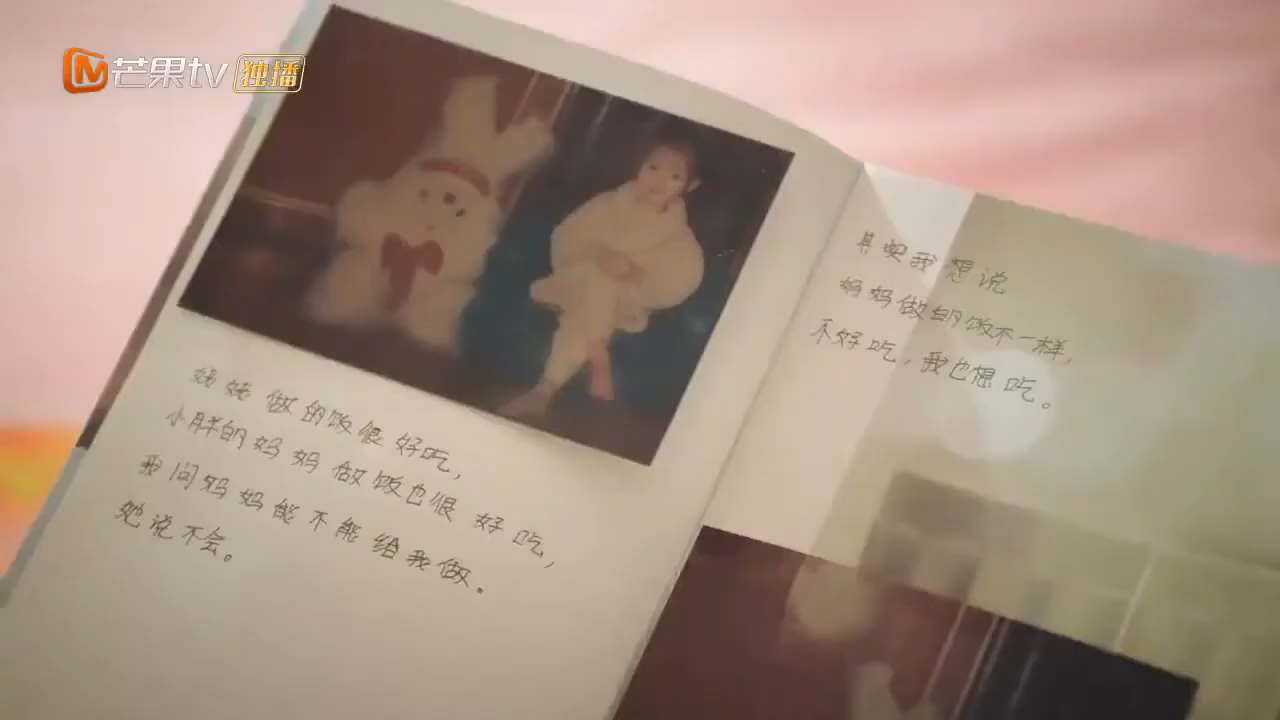 芒果tv 独播
姥姥做的饭很好吃，
小胖的妈妈做饭也很好吃，
我问妈妈能不能给我做。
她说不会。
其实我想说
妈妈做的饭不一样，
不好吃，我也想吃。